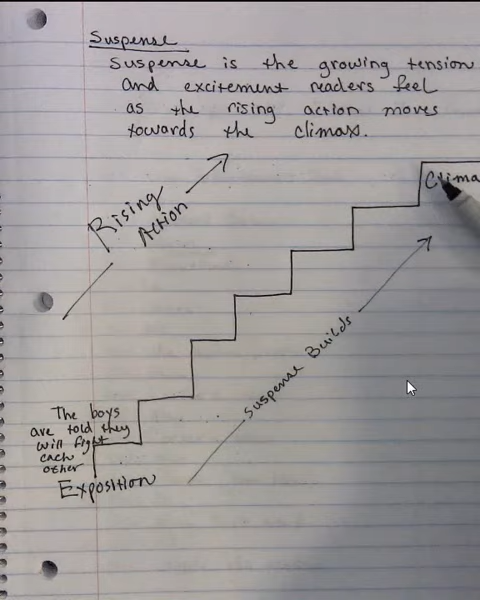 Suspense
Suspense is the growing tension
and excitement readers feel
as the rising action moves
towards the climax.
Clima
Rising
Action
Suspense Builds
The boys
are told they
will fight
each
other
Exposition